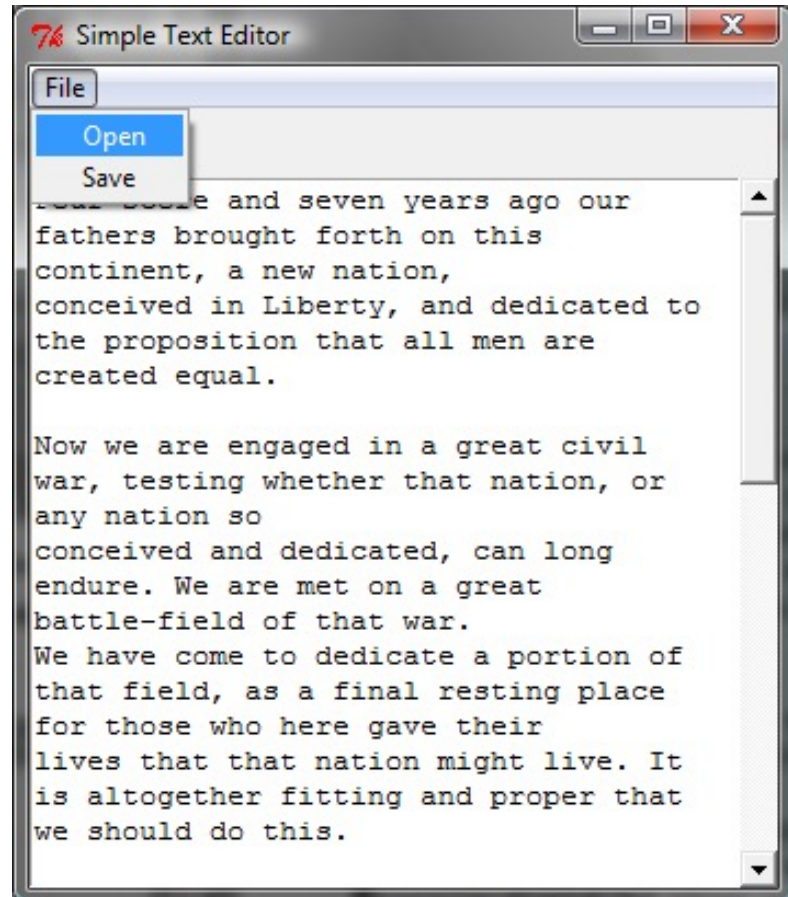 Simple Text Editor
File
Open
Save
and seven years ago our
fathers brought forth on this
continent, a new nation,
conceived in Liberty, and dedicated to
the proposition that all men are
created equal.
Now we are engaged in a great civil
war, testing whether that nation, or
any nation so
conceived and dedicated, can long
endure. We are met on a great
battle-field of that war.
We have come to dedicate a portion of
that field, as a final resting place
for those who here gave their
lives that that nation might live. It
is altogether fitting and proper that
we should do this.